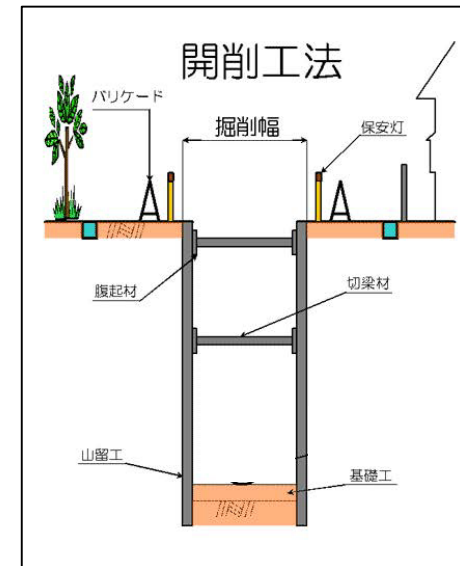 開削工法
バリケード
掘削幅
保安灯
腹起材
切梁材
山留工
基礎工